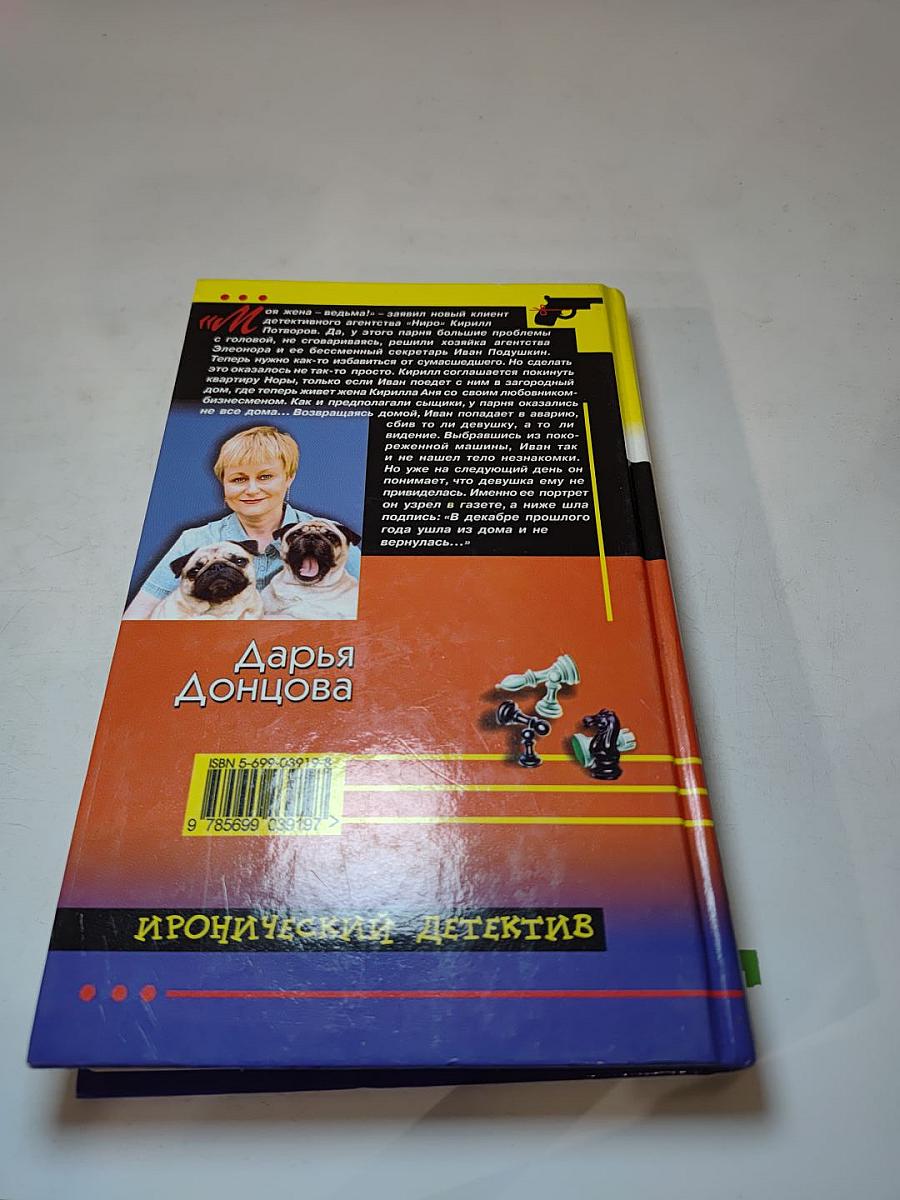 «Моя жена – ведьма!» – заявил новый клиент
детективного агентства «Ниро» Кирилл
Потворов. Да, у этого парня большие проблемы
с головой, не сговариваясь, решили хозяйка агентства
Элеонора и ее бессменный секретарь Иван Подушкин.
Теперь нужно как-то избавиться от сумасшедшего. Но сделать
это оказалось не так-то просто. Кирилл соглашается покинуть
квартиру Норы, только если Иван поедет с ним в загородный
дом, где теперь живет жена Кирилла Аня со своим любовником-
бизнесменом. Как и предполагали сыщики, у парня оказались
не все дома... Возвращаясь домой, Иван попадает в аварию,
сбив то ли девушку, а то ли
видение. Выбравшись из поко-
реженной машины, Иван так
и не нашел тело незнакомки.
Но уже на следующий день он
понимает, что девушка ему не
привиделась. Именно ее портрет
он узрел в газете, а ниже шла
подпись: «В декабре прошлого
года ушла из дома и не
вернулась...»
Дарья
Донцова
ISBN 5-699-03919-8
9 785699 039197 >
ИРОНИЧЕСКИЙ ДЕТЕКТИВ